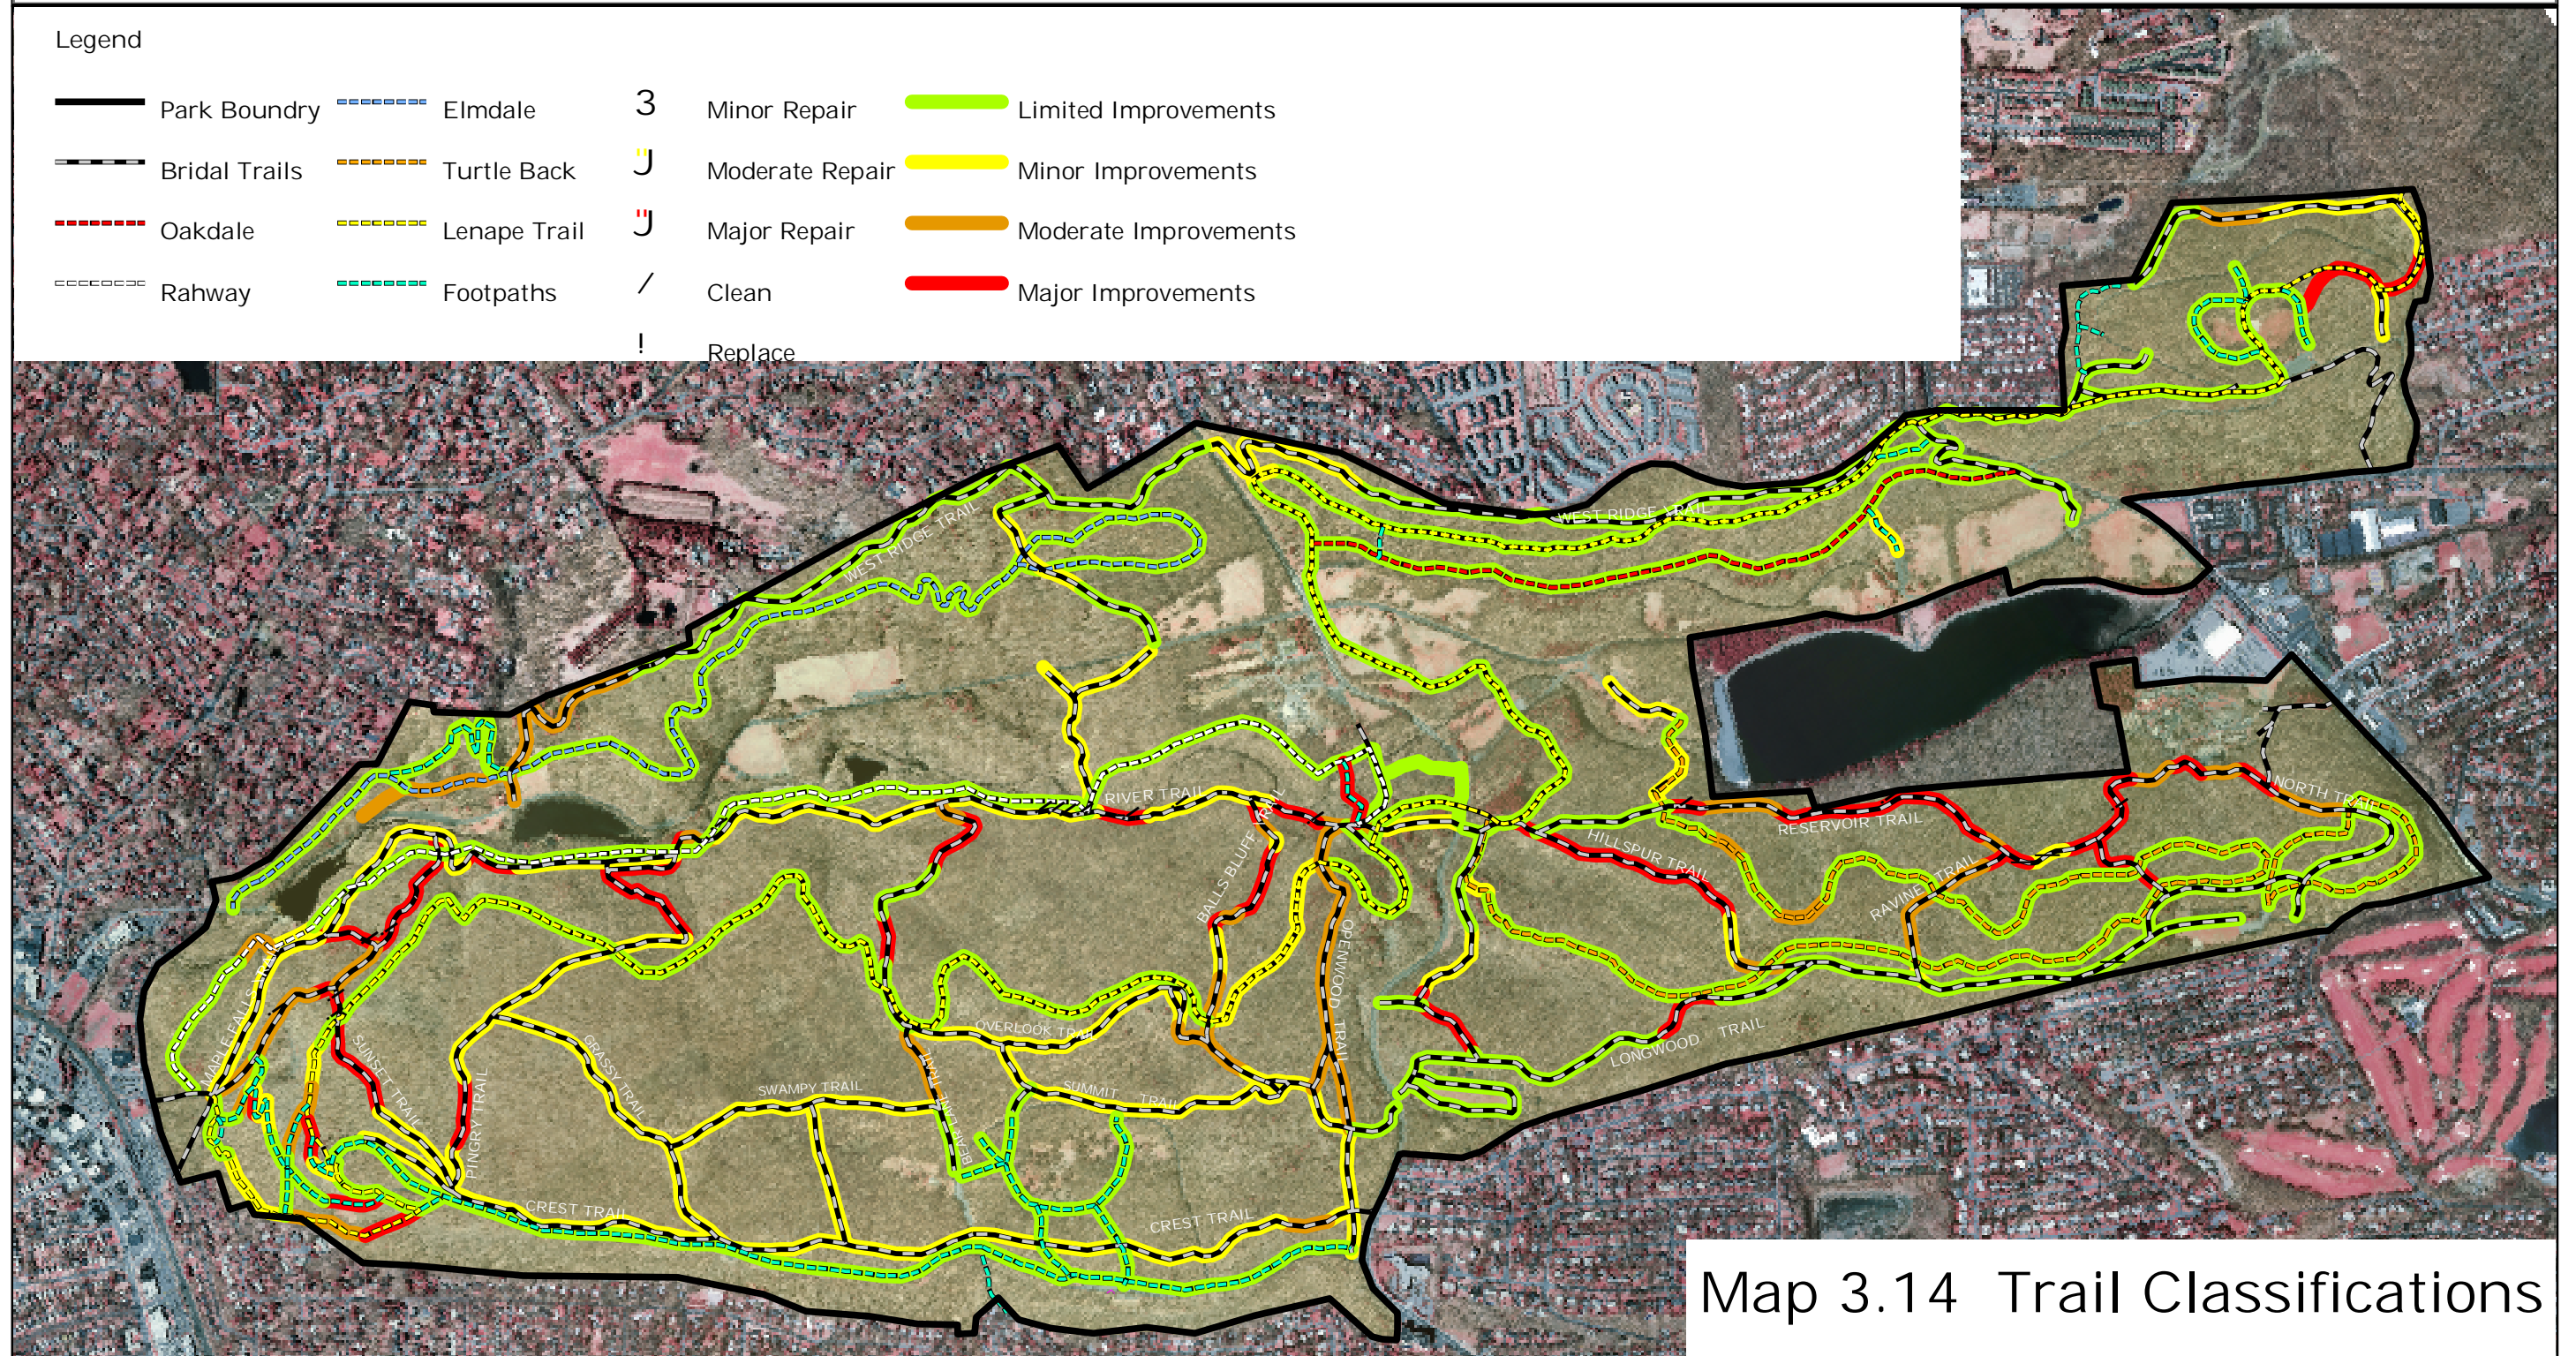 Legend
Park Boundry
Elmdale
3
Minor Repair
Limited Improvements
Bridal Trails
Turtle Back
Moderate Repair
Minor Improvements
Oakdale
Lenape Trail
Major Repair
Moderate Improvements
Rahway
Footpaths
/
Clean
Major Improvements
!
Replace
WEST RIDGE TRAIL
WEST RIDGE TRAIL
RIVER TRAIL
BALLS BLUFF TRAIL
HILLSPUR TRAIL
RESERVOIR TRAIL
NORTH TRAIL
RAVINE TRAIL
OPENWOOD TRAIL
LONGWOOD TRAIL
OVERLOOK TRAIL
MAPLE FALLS
SUNSET TRAIL
PINGRY TRAIL
GRASSY TRAIL
SWAMPY TRAIL
SUMMIT TRAIL
TRAIL
CREST TRAIL
CREST TRAIL
Map 3.14 Trail Classifications